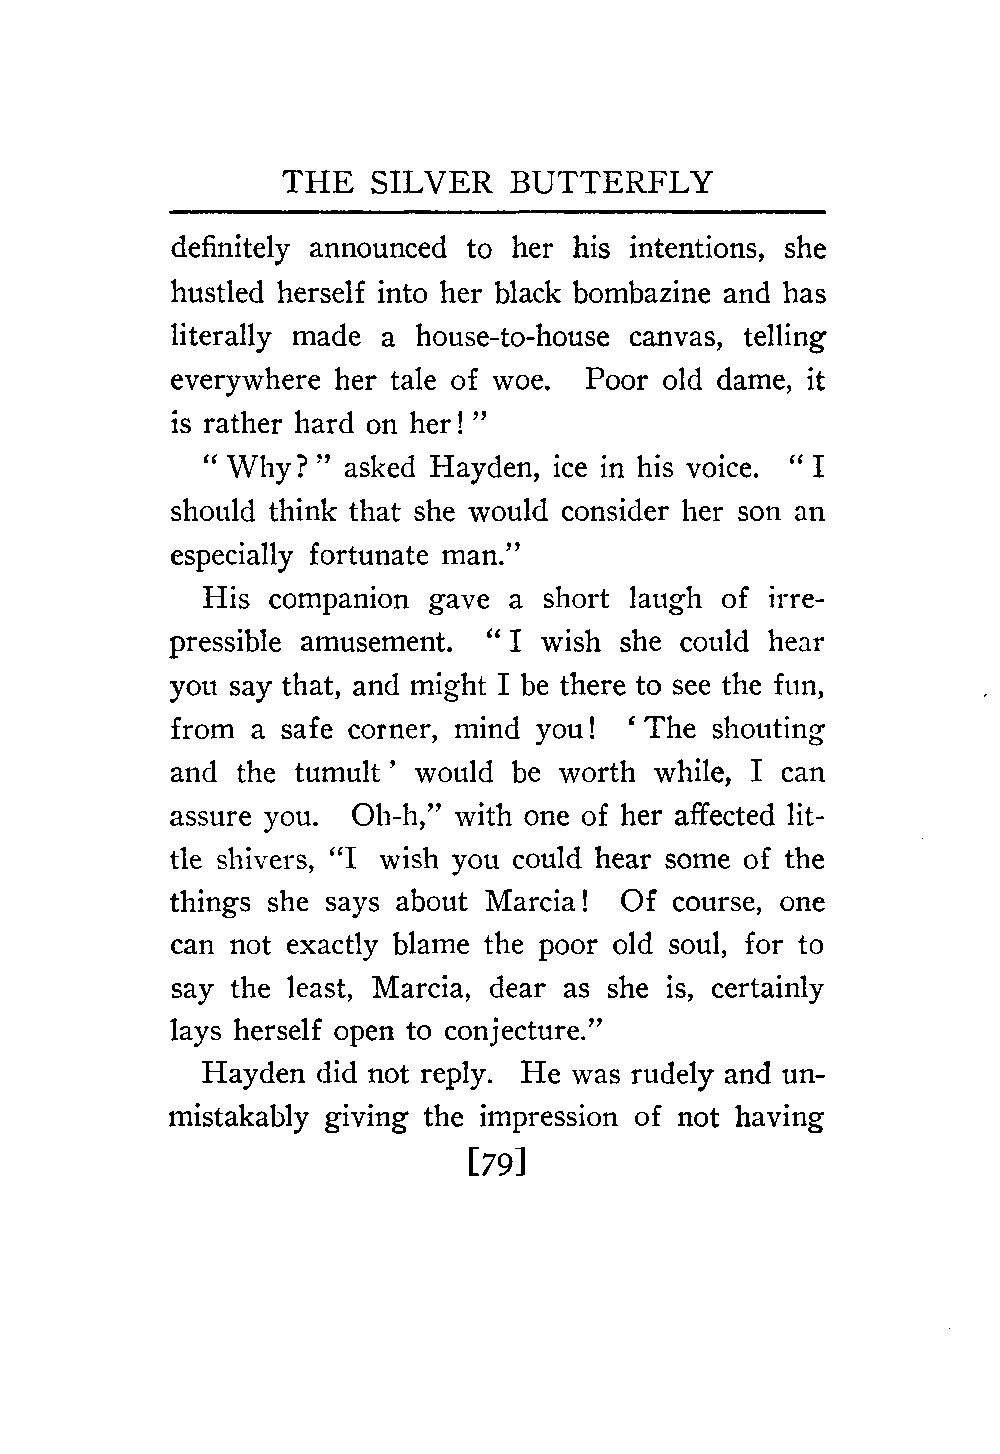 THE SILVER BUTTERFLY
definitely announced to her his intentions, she
hustled herself into her black bombazine and has
literally made a house-to-house canvas, telling
everywhere her tale of woe. Poor old dame, it
is rather hard on her!"
"Why?" asked Hayden, ice in his voice. "I
should think that she would consider her son an
especially fortunate man."
His companion gave a short laugh of irre-
pressible amusement. "I wish she could hear
you say that, and might I be there to see the fun,
from a safe corner, mind you! 'The shouting
and the tumult' would be worth while, I can
assure you. Oh-h," with one of her affected lit-
tle shivers, "I wish you could hear some of the
things she says about Marcia! Of course, one
can not exactly blame the poor old soul, for to
say the least, Marcia, dear as she is, certainly
lays herself open to conjecture."
Hayden did not reply. He was rudely and un-
mistakably giving the impression of not having
[79]